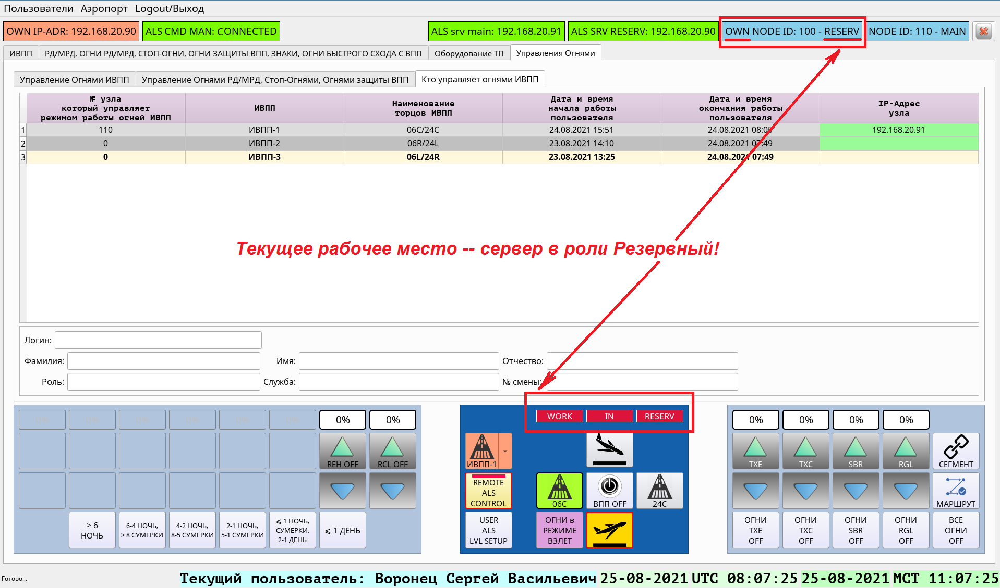 Пользователи Аэропорт Logout/Выход
OWN IP-ADR: 192.168.20.90 ALS CMD MAN: CONNECTED ALS srv main: 192.168.20.91 ALS SRV RESERV: 192.168.20.90 OWN NODE ID: 100 - RESERV NODE ID: 110 - MAIN
ИВПП РД/МРД, ОГНИ РД/МРД, СТОП-ОГНИ, ОГНИ ЗАЩИТЫ ВПП, ЗНАКИ, ОГНИ БЫСТРОГО СХОДА С ВПП Оборудование ТП Управления Огнями
Управление Огнями ИВПП Управление Огнями РД/МРД, Стоп-Огнями, Огнями защиты ВПП Кто управляет огнями ИВПП
№ узла который управляет режимом работы огней ИВПП ИВПП Наименование торцов ИВПП Дата и время начала работы пользователя Дата и время окончания работы пользователя IP-Адрес узла
1 110 ИВПП-1 06C/24C 24.08.2021 15:51 24.08.2021 08:05 192.168.20.91
2 0 ИВПП-2 06R/24L 23.08.2021 14:10 24.08.2021 07:49
3 0 ИВПП-3 06L/24R 23.08.2021 13:25 24.08.2021 07:49
Текущее рабочее место -- сервер в роли Резервный!
Логин:
Фамилия: Имя: Отчество:
Роль: Служба: № смены:
0% 0% 0% 0% 0% 0% 0% 0%
REH OFF RCL OFF
> 6 НОЧЬ
6-4 НОЧЬ, > 8 СУМЕРКИ
4-2 НОЧЬ, 8-5 СУМЕРКИ
2-1 НОЧЬ, 5-1 СУМЕРКИ
⩽ 1 НОЧЬ, СУМЕРКИ, 2-1 ДЕНЬ
⩽ 1 ДЕНЬ
WORK IN RESERV
ИВПП-1
REMOTE ALS CONTROL
06C ВПП OFF 24C
USER ALS LVL SETUP
ОГНИ в РЕЖИМЕ ВЗЛЕТ
0% 0% 0% 0%
TXE TXC SBR RGL СЕГМЕНТ
МАРШРУТ
ОГНИ TXE OFF
ОГНИ TXC OFF
ОГНИ SBR OFF
ОГНИ RGL OFF
ВСЕ ОГНИ OFF
Готово... Текущий пользователь: Воронец Сергей Васильевич 25-08-2021 UTC 08:07:25 25-08-2021 МСТ 11:07:25